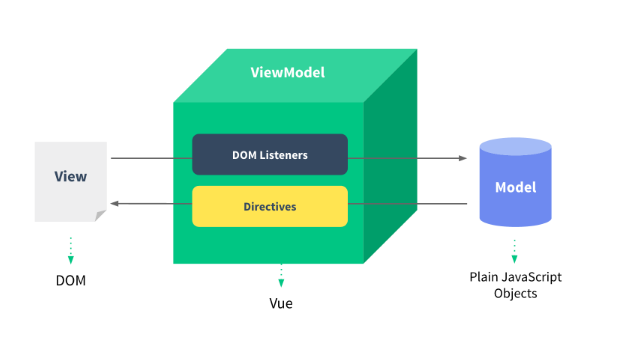 ViewModel
DOM Listeners
View
Model
Directives
DOM
Plain JavaScript
Objects
Vue